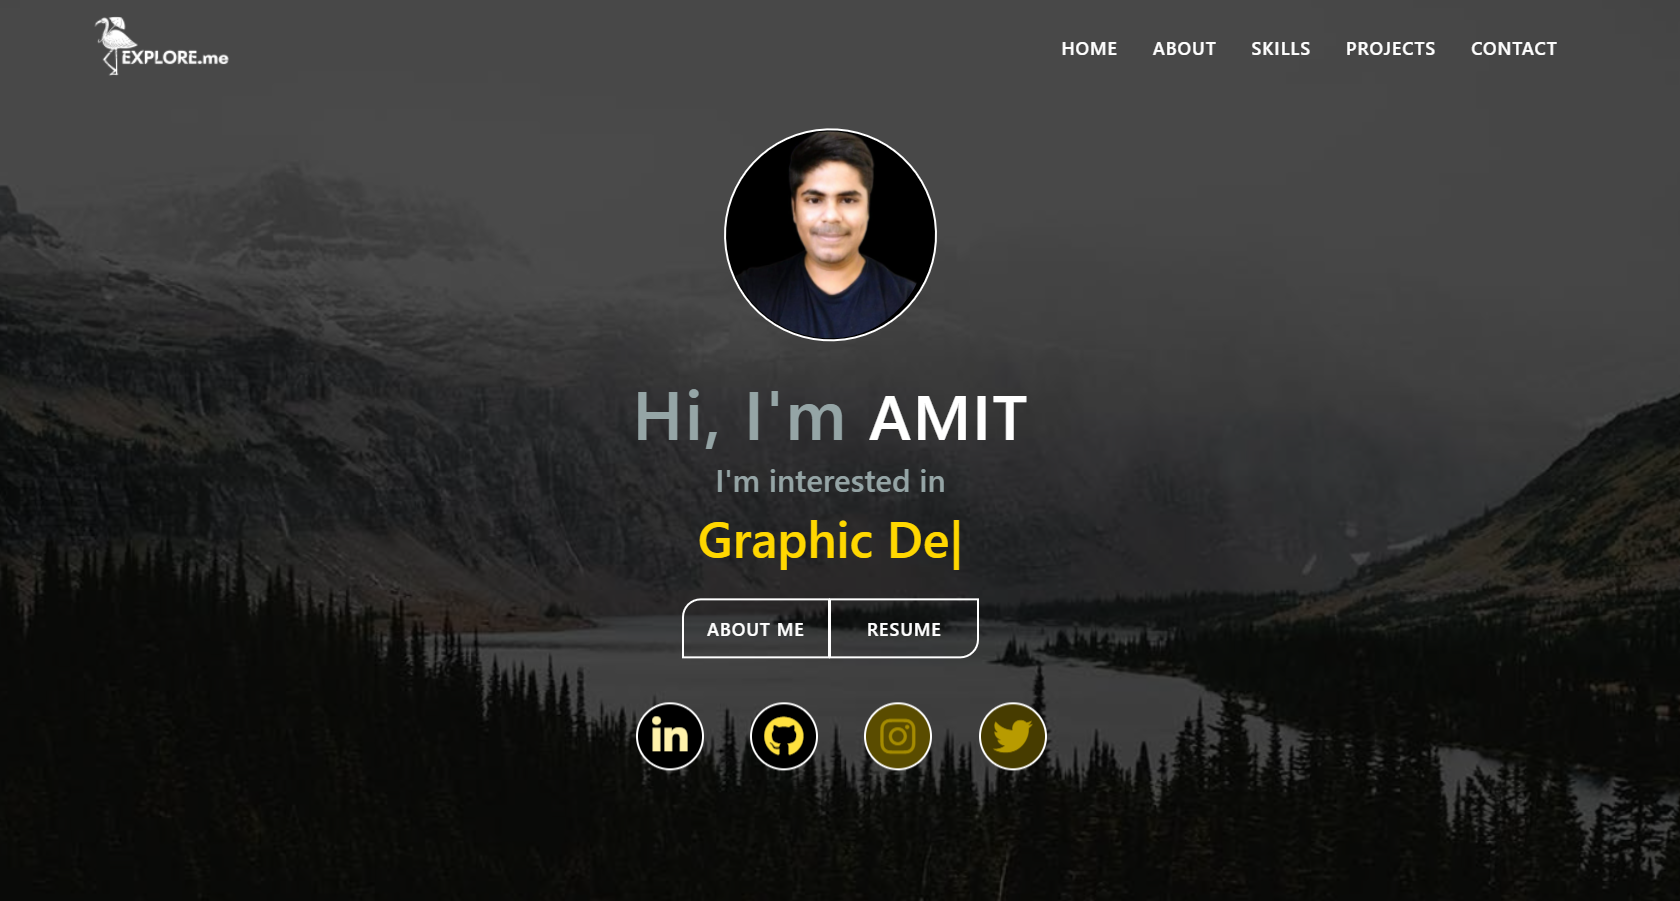 EXPLORE.me
HOME ABOUT SKILLS PROJECTS CONTACT
Hi, I'm AMIT
I'm interested in
Graphic De|
ABOUT ME RESUME
in